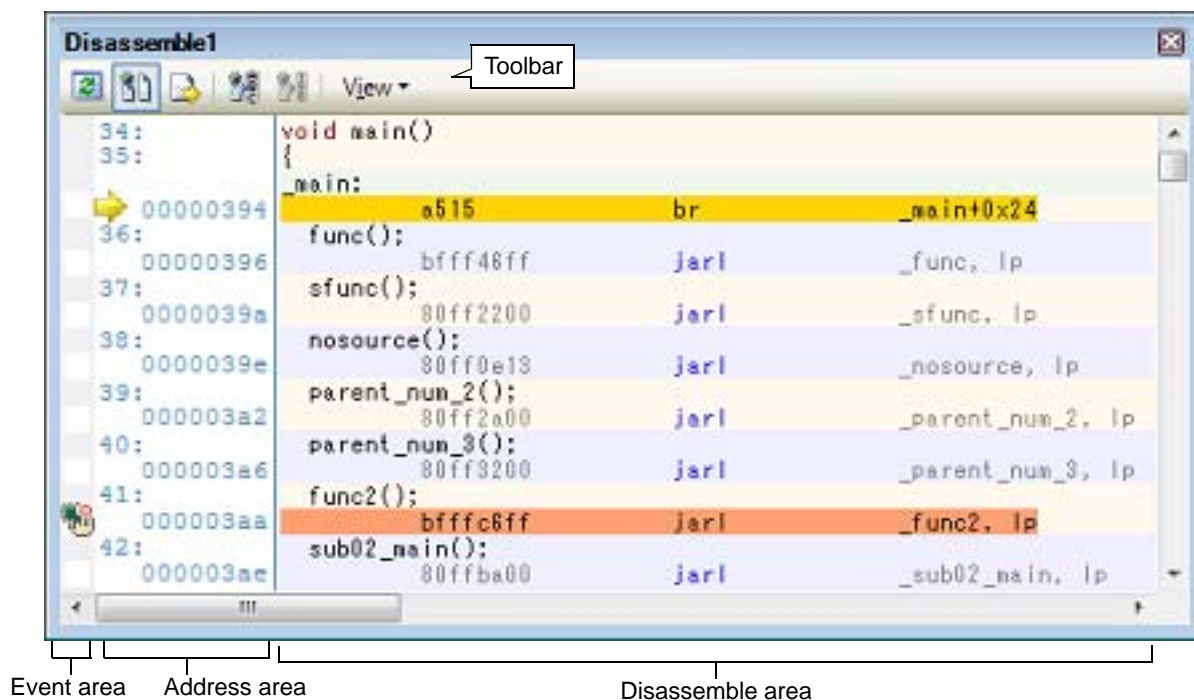 Disassemble1
View
Toolbar
34: void main()
35: {
_main:
00000394 a515 br _main+0x24
36: func();
00000396 bfff46ff jarl _func, lp
37: sfunc();
0000039a 80ff2200 jarl _sfunc, lp
38: nosource();
0000039e 80ff0e13 jarl _nosource, lp
39: parent_num_2();
000003a2 80ff2a00 jarl _parent_num_2, lp
40: parent_num_3();
000003a6 80ff3200 jarl _parent_num_3, lp
41: func2();
000003aa bfffc6ff jarl _func2, lp
42: sub02_main();
000003ae 80ffba00 jarl _sub02_main, lp
Event area Address area Disassemble area